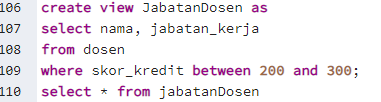 106 create view JabatanDosen as
107 select nama, jabatan_kerja
108 from dosen
109 where skor_kredit between 200 and 300;
110 select * from jabatanDosen